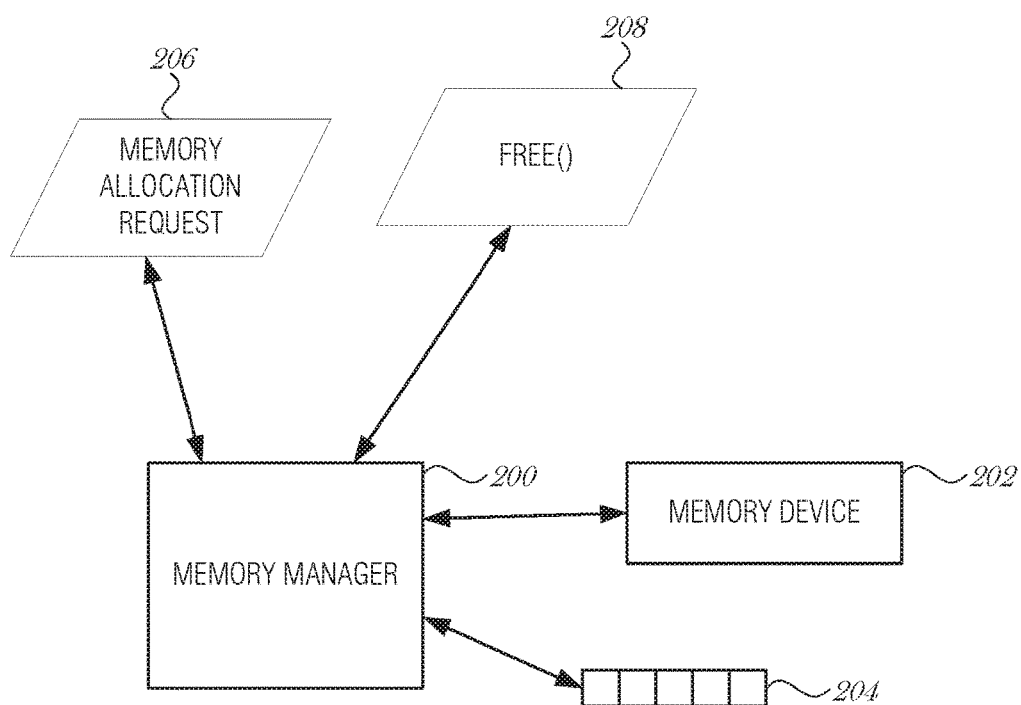 206
208
MEMORY
ALLOCATION
REQUEST
FREE()
200
202
MEMORY MANAGER
MEMORY DEVICE
204